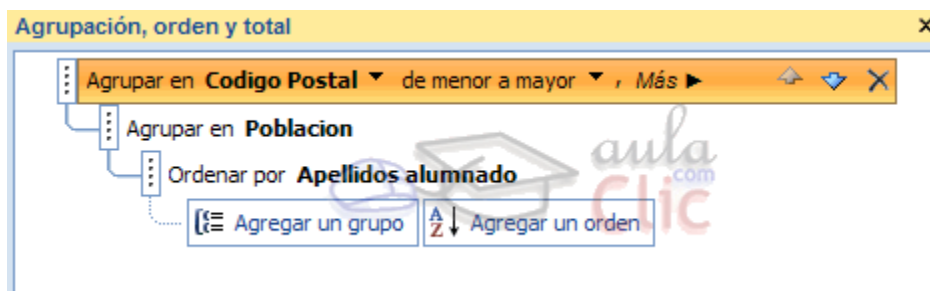 Agrupación, orden y total
Agrupar en Codigo Postal de menor a mayor , Más
Agrupar en Poblacion
Ordenar por Apellidos alumnado
aula
.com
Clic
Agregar un grupo A Z Agregar un orden